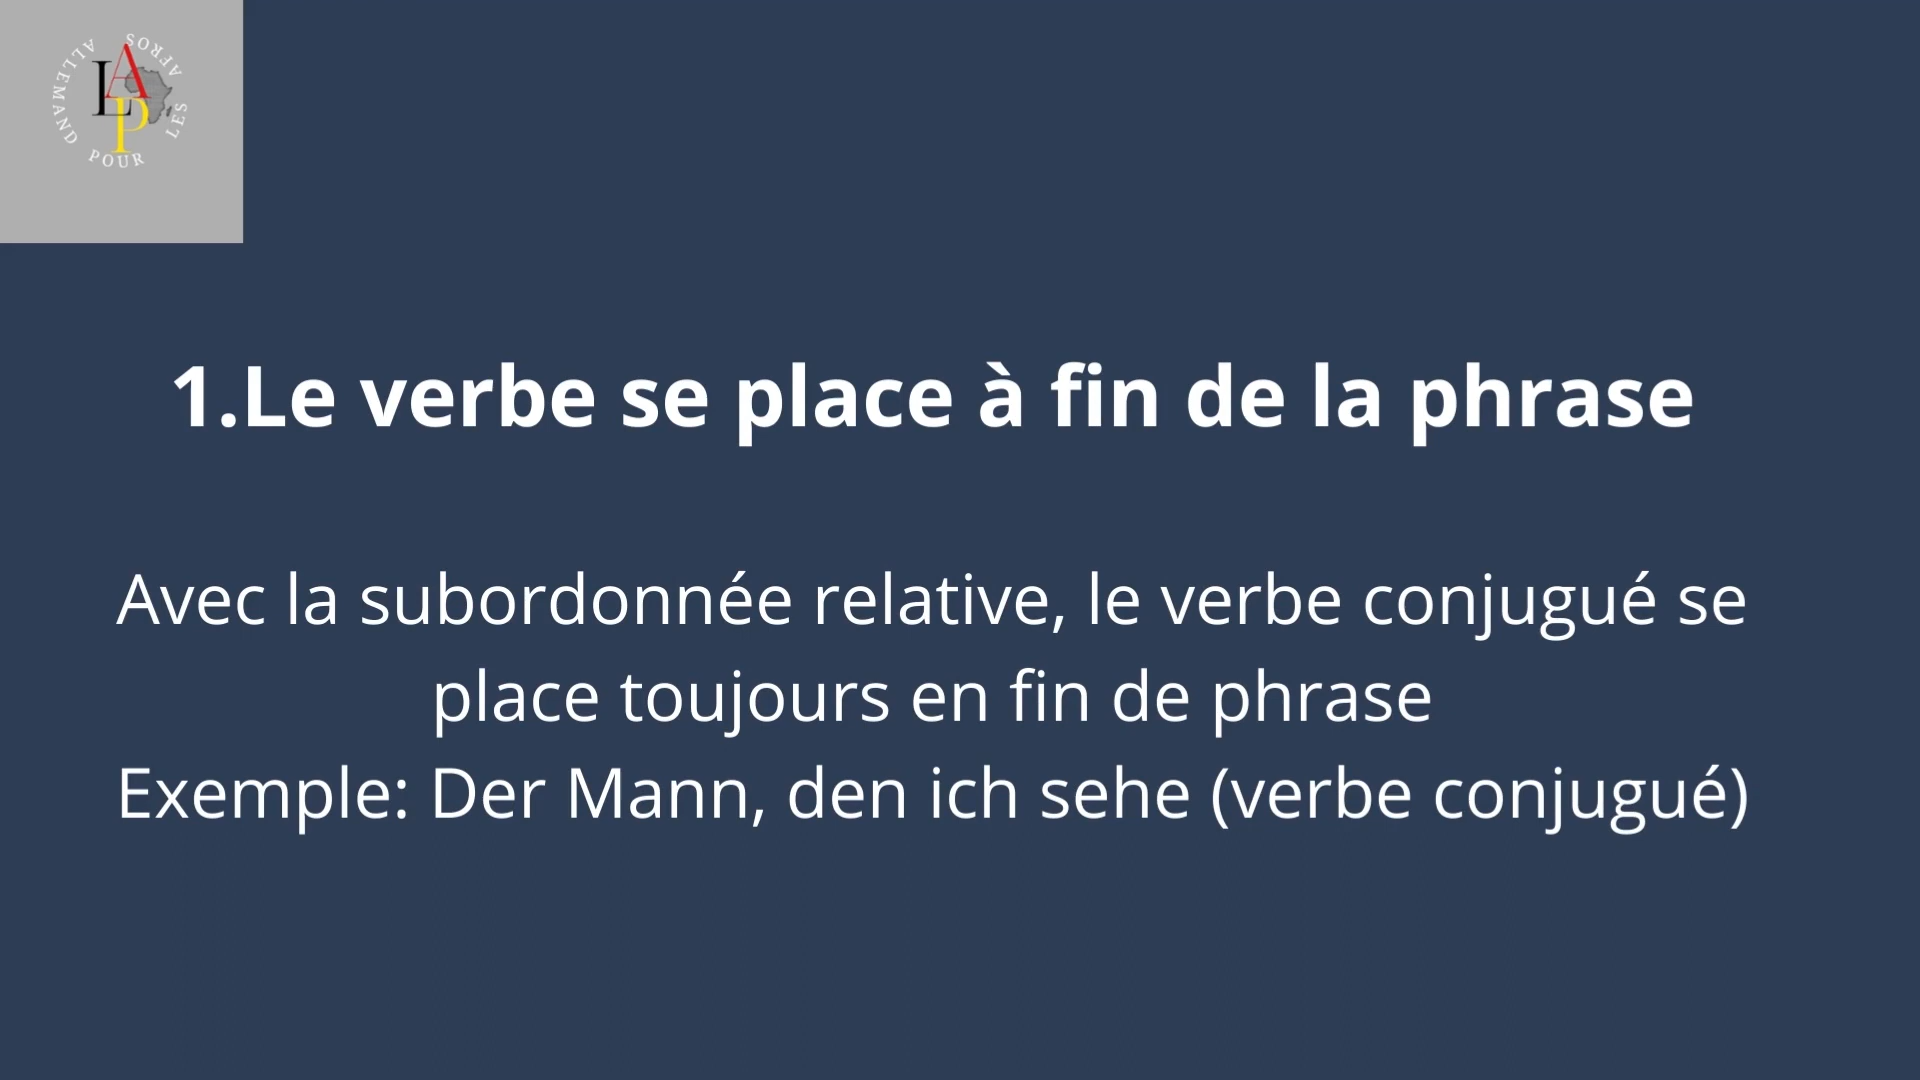 ALLEMAND POUR LES AFROS
LAP
1.Le verbe se place à fin de la phrase
Avec la subordonnée relative, le verbe conjugué se
place toujours en fin de phrase
Exemple: Der Mann, den ich sehe (verbe conjugué)